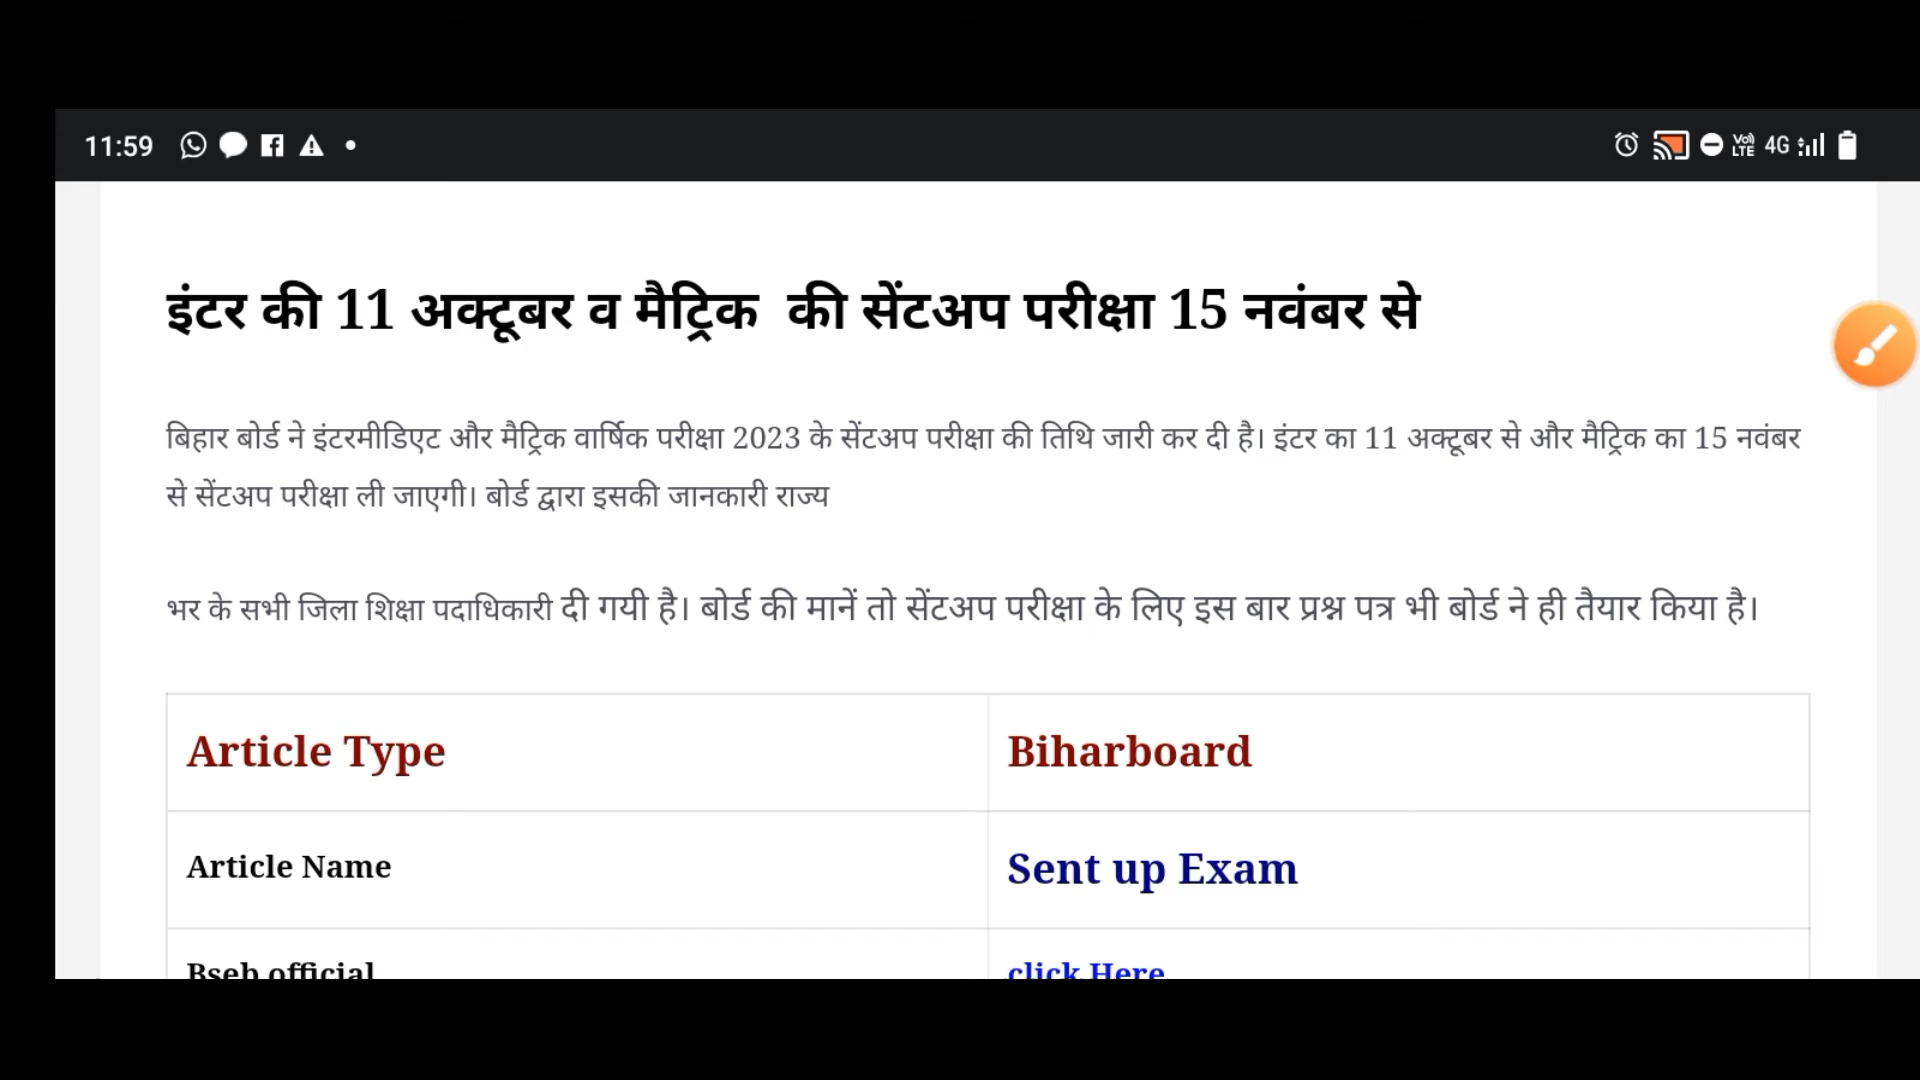 11:59
VoD LTE 4G
इंटर की 11 अक्टूबर व मैट्रिक की सेंटअप परीक्षा 15 नवंबर से
बिहार बोर्ड ने इंटरमीडिएट और मैट्रिक वार्षिक परीक्षा 2023 के सेंटअप परीक्षा की तिथि जारी कर दी है। इंटर का 11 अक्टूबर से और मैट्रिक का 15 नवंबर
से सेंटअप परीक्षा ली जाएगी। बोर्ड द्वारा इसकी जानकारी राज्य
भर के सभी जिला शिक्षा पदाधिकारी दी गयी है। बोर्ड की मानें तो सेंटअप परीक्षा के लिए इस बार प्रश्न पत्र भी बोर्ड ने ही तैयार किया है।
Article Type Biharboard
Article Name Sent up Exam
Bseb official click Here